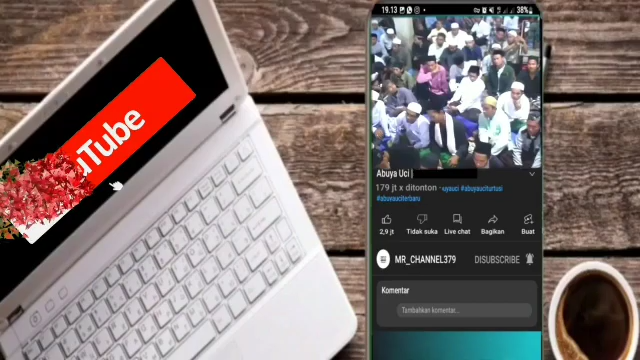 YouTube
19.13
38%
Abuya Uci |
179 jt x ditonton · uyauci #abuyauciturtusi
#abuyauciterbaru
2,9 jt
Tidak suka
Live chat
Bagikan
Buat
MR_CHANNEL379
DISUBSCRIBE
Komentar
Tambahkan komentar...